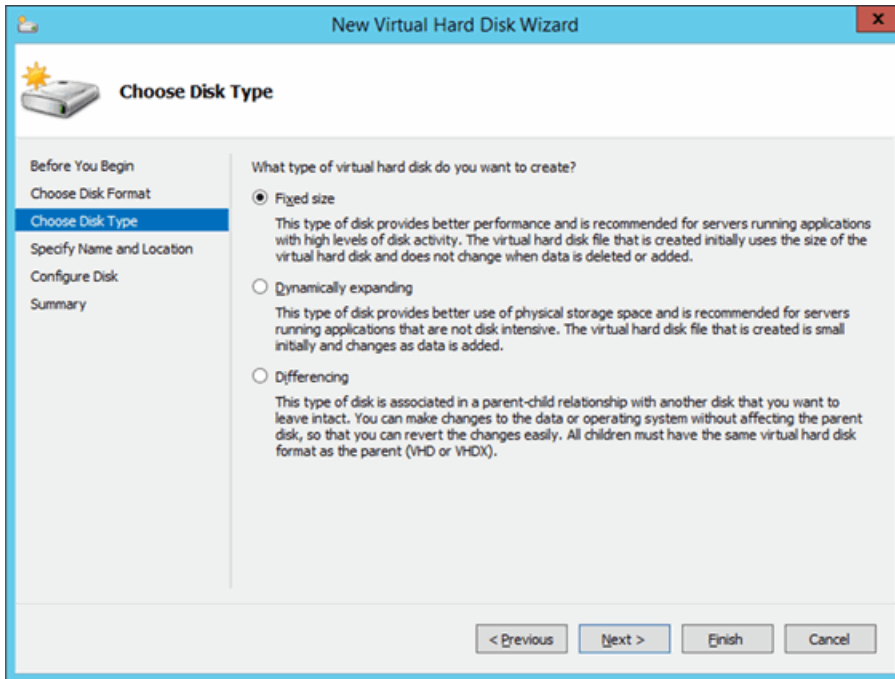 New Virtual Hard Disk Wizard
x
Choose Disk Type
Before You Begin
Choose Disk Format
Choose Disk Type
Specify Name and Location
Configure Disk
Summary
What type of virtual hard disk do you want to create?
Fixed size
This type of disk provides better performance and is recommended for servers running applications
with high levels of disk activity. The virtual hard disk file that is created initially uses the size of the
virtual hard disk and does not change when data is deleted or added.
Dynamically expanding
This type of disk provides better use of physical storage space and is recommended for servers
running applications that are not disk intensive. The virtual hard disk file that is created is small
initially and changes as data is added.
Differencing
This type of disk is associated in a parent-child relationship with another disk that you want to
leave intact. You can make changes to the data or operating system without affecting the parent
disk, so that you can revert the changes easily. All children must have the same virtual hard disk
format as the parent (VHD or VHDX).
< Previous
Next >
Finish
Cancel